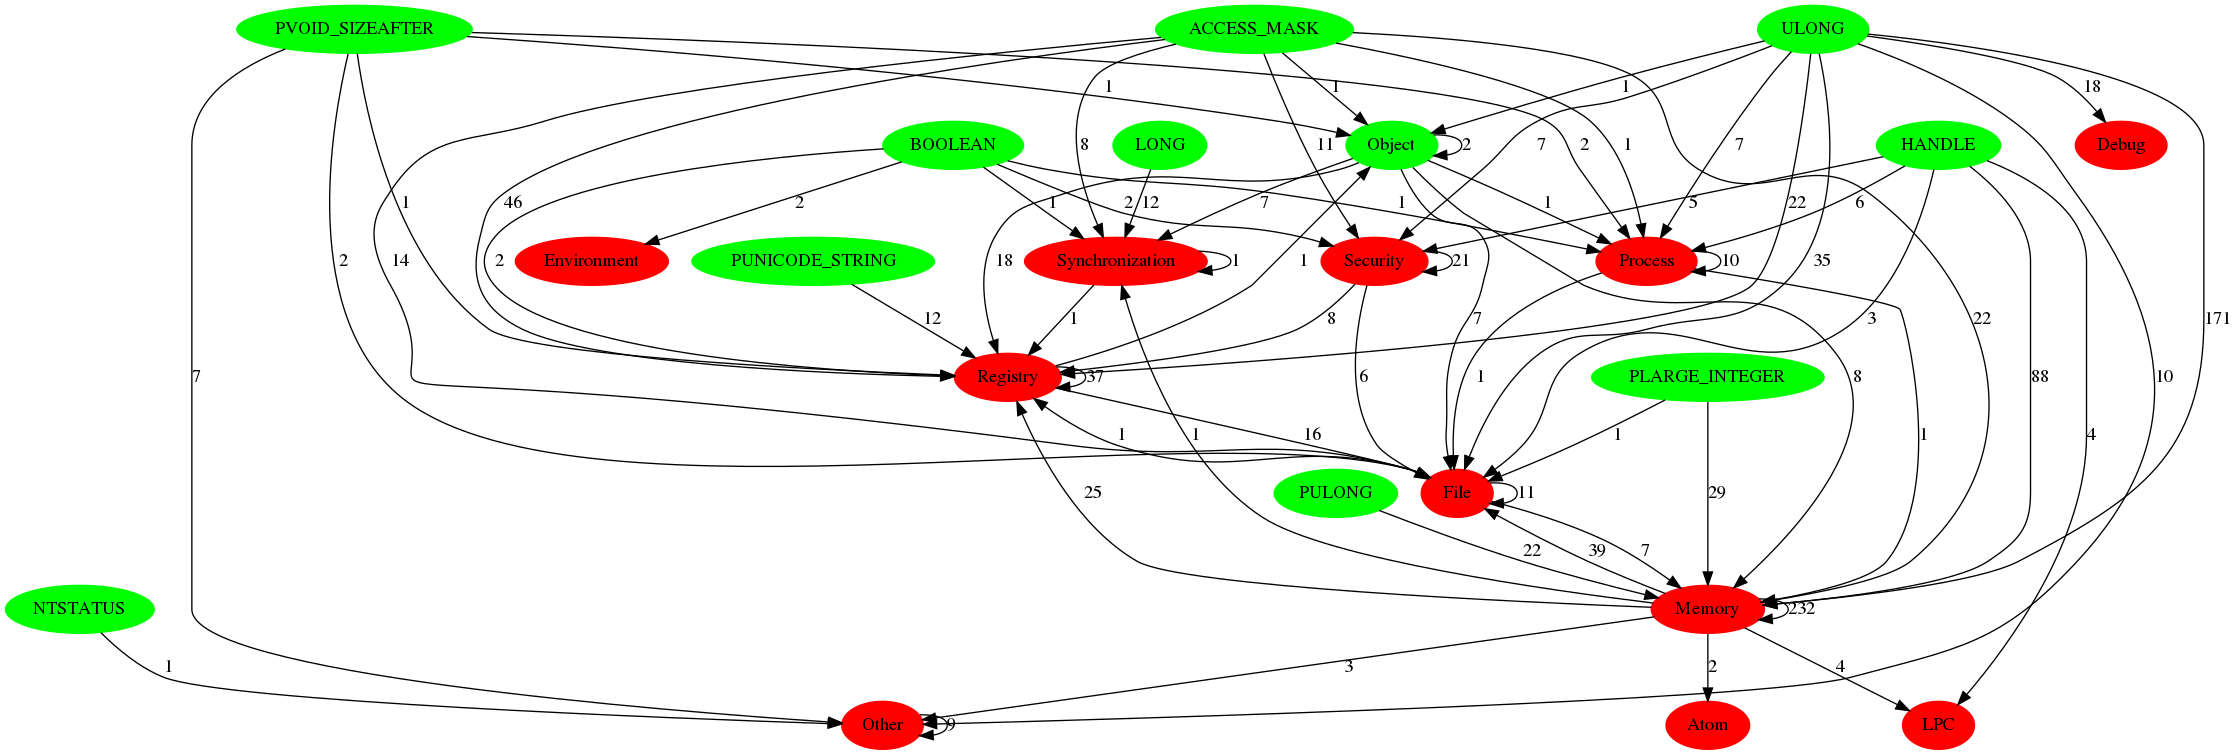 PVOID_SIZEAFTER ACCESS_MASK ULONG
1 1 1 18
BOOLEAN LONG Object HANDLE Debug
8 11 2 7 2 1 7
46 1 2 1 12 2 7 1 1 22 5 6
Environment PUNICODE_STRING Synchronization Security Process
2 14 2 18 1 1 21 10 35
12 1 8 7 3 22 171
7 Registry 37 6 1 PLARGE_INTEGER 8 88 10
1 16 1 1 4
25 1 PULONG File 11 29
22 39 7
NTSTATUS Memory 232
1 3 2 4
Other 9 Atom LPC